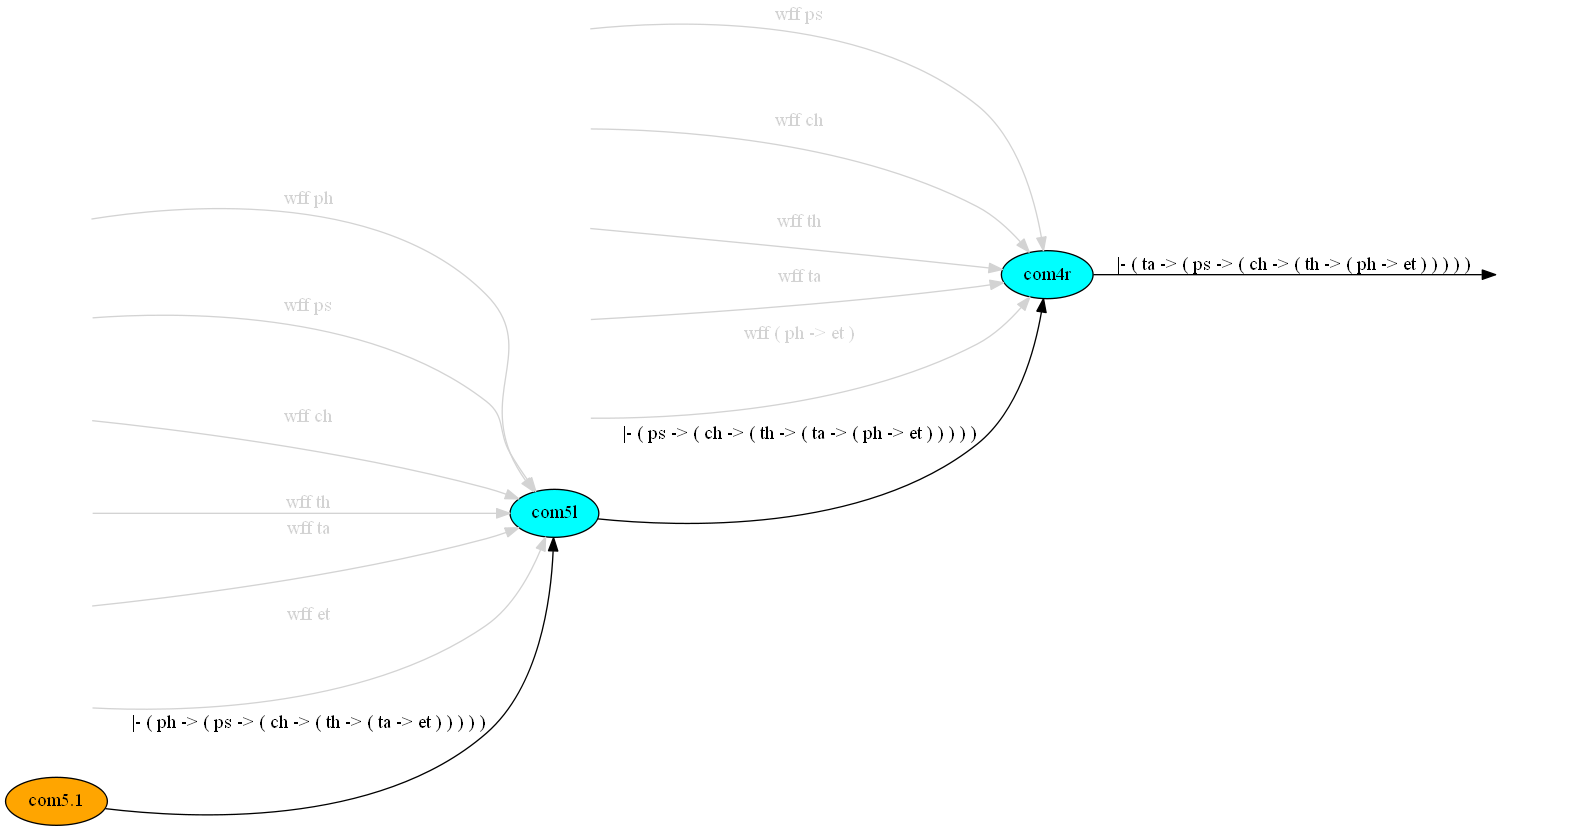 wff ps
wff ch
wff ph
wff th
|- ( ta -> ( ps -> ( ch -> ( th -> ( ph -> et ) ) ) ) )
com4r
wff ta
wff ps
wff ( ph -> et )
wff ch
|- ( ps -> ( ch -> ( th -> ( ta -> ( ph -> et ) ) ) ) )
wff th
com5l
wff ta
wff et
|- ( ph -> ( ps -> ( ch -> ( th -> ( ta -> et ) ) ) ) )
com5.1